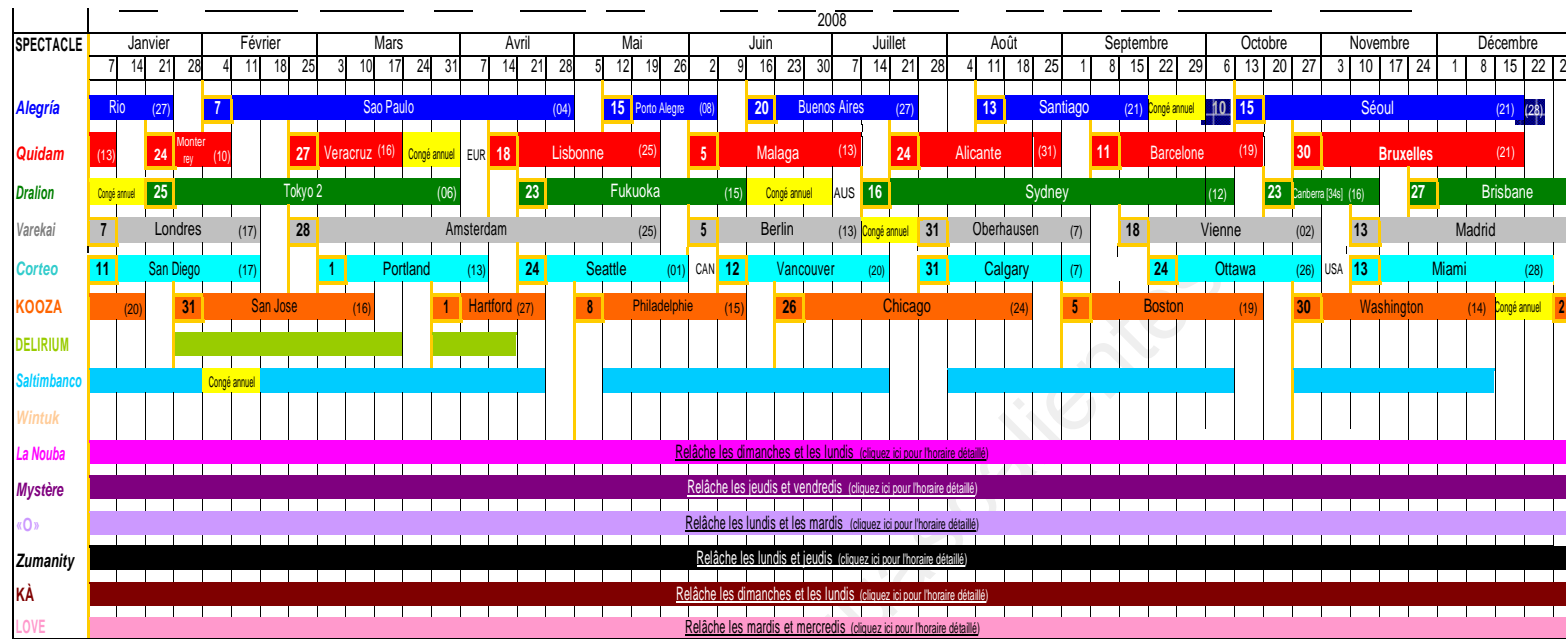 2008
SPECTACLE Janvier Février Mars Avril Mai Juin Juillet Août Septembre Octobre Novembre Décembre
7 14 21 28 4 11 18 25 3 10 17 24 31 7 14 21 28 5 12 19 26 2 9 16 23 30 7 14 21 28 4 11 18 25 1 8 15 22 29 6 13 20 27 3 10 17 24 1 8 15 22 2
Alegría Rio (27) 7 Sao Paulo (04) 15 Porto Alegre (08) 20 Buenos Aires (27) 13 Santiago (21) Congé annuel 10 15 Séoul (21) (28)
Quidam (13) 24 Monter rey (10) 27 Veracruz (16) Congé annuel EUR 18 Lisbonne (25) 5 Malaga (13) 24 Alicante (31) 11 Barcelone (19) 30 Bruxelles (21)
Dralion Congé annuel 25 Tokyo 2 (06) 23 Fukuoka (15) Congé annuel AUS 16 Sydney (12) 23 Canberra [34s] (16) 27 Brisbane
Varekai 7 Londres (17) 28 Amsterdam (25) 5 Berlin (13) Congé annuel 31 Oberhausen (7) 18 Vienne (02) 13 Madrid
Corteo 11 San Diego (17) 1 Portland (13) 24 Seattle (01) CAN 12 Vancouver (20) 31 Calgary (7) 24 Ottawa (26) USA 13 Miami (28)
KOOZA (20) 31 San Jose (16) 1 Hartford (27) 8 Philadelphie (15) 26 Chicago (24) 5 Boston (19) 30 Washington (14) Congé annuel 2
DELIRIUM
Saltimbanco Congé annuel
Wintuk
La Nouba Relâche les dimanches et les lundis (cliquez ici pour l'horaire détaillé)
Mystère Relâche les jeudis et vendredis (cliquez ici pour l'horaire détaillé)
«O» Relâche les lundis et les mardis (cliquez ici pour l'horaire détaillé)
Zumanity Relâche les lundis et jeudis (cliquez ici pour l'horaire détaillé)
KÀ Relâche les dimanches et les lundis (cliquez ici pour l'horaire détaillé)
LOVE Relâche les mardis et mercredis (cliquez ici pour l'horaire détaillé)